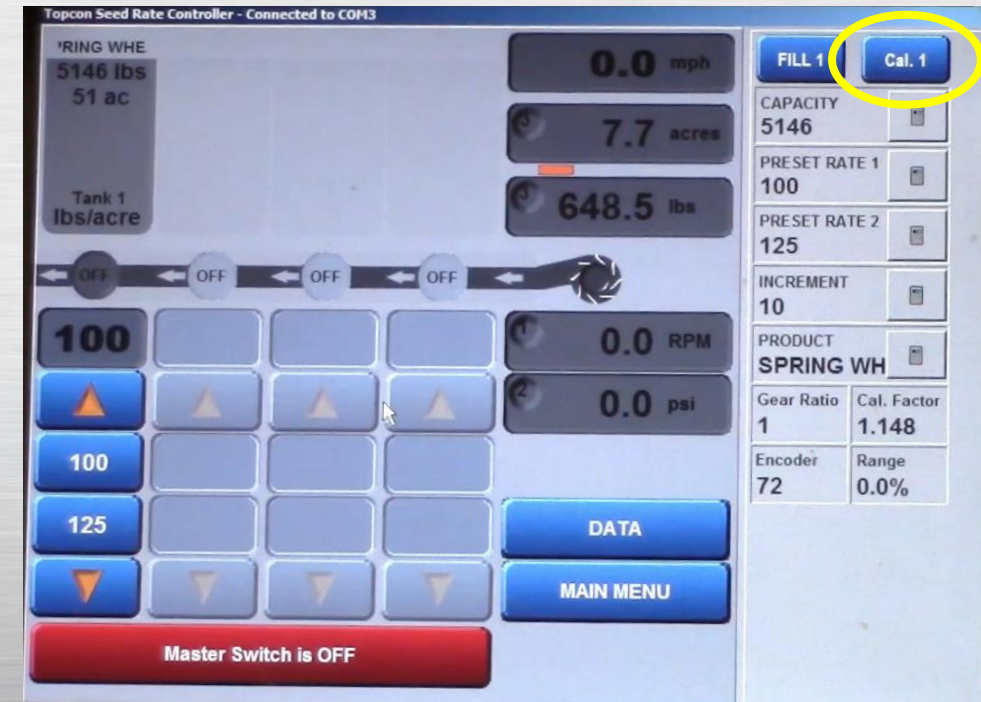 Topcon Seed Rate Controller - Connected to COM3
'RING WHE
5146 lbs
51 ac
Tank 1
lbs/acre
0.0 mph
3 7.7 acres
3 648.5 lbs
OFF OFF OFF OFF
100
1 0.0 RPM
2 0.0 psi
100
125
DATA
MAIN MENU
Master Switch is OFF
FILL 1 Cal. 1
CAPACITY
5146
PRESET RATE 1
100
PRESET RATE 2
125
INCREMENT
10
PRODUCT
SPRING WH
Gear Ratio Cal. Factor
1 1.148
Encoder Range
72 0.0%